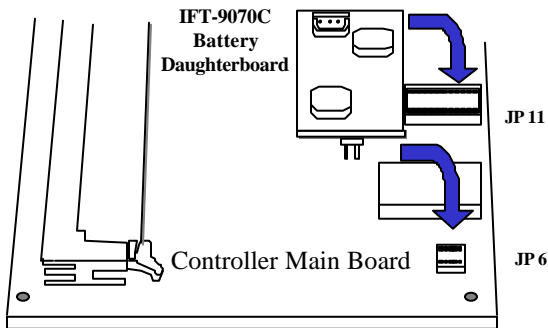 IFT-9070C
Battery
Daughterboard
JP 11
Controller Main Board
JP 6